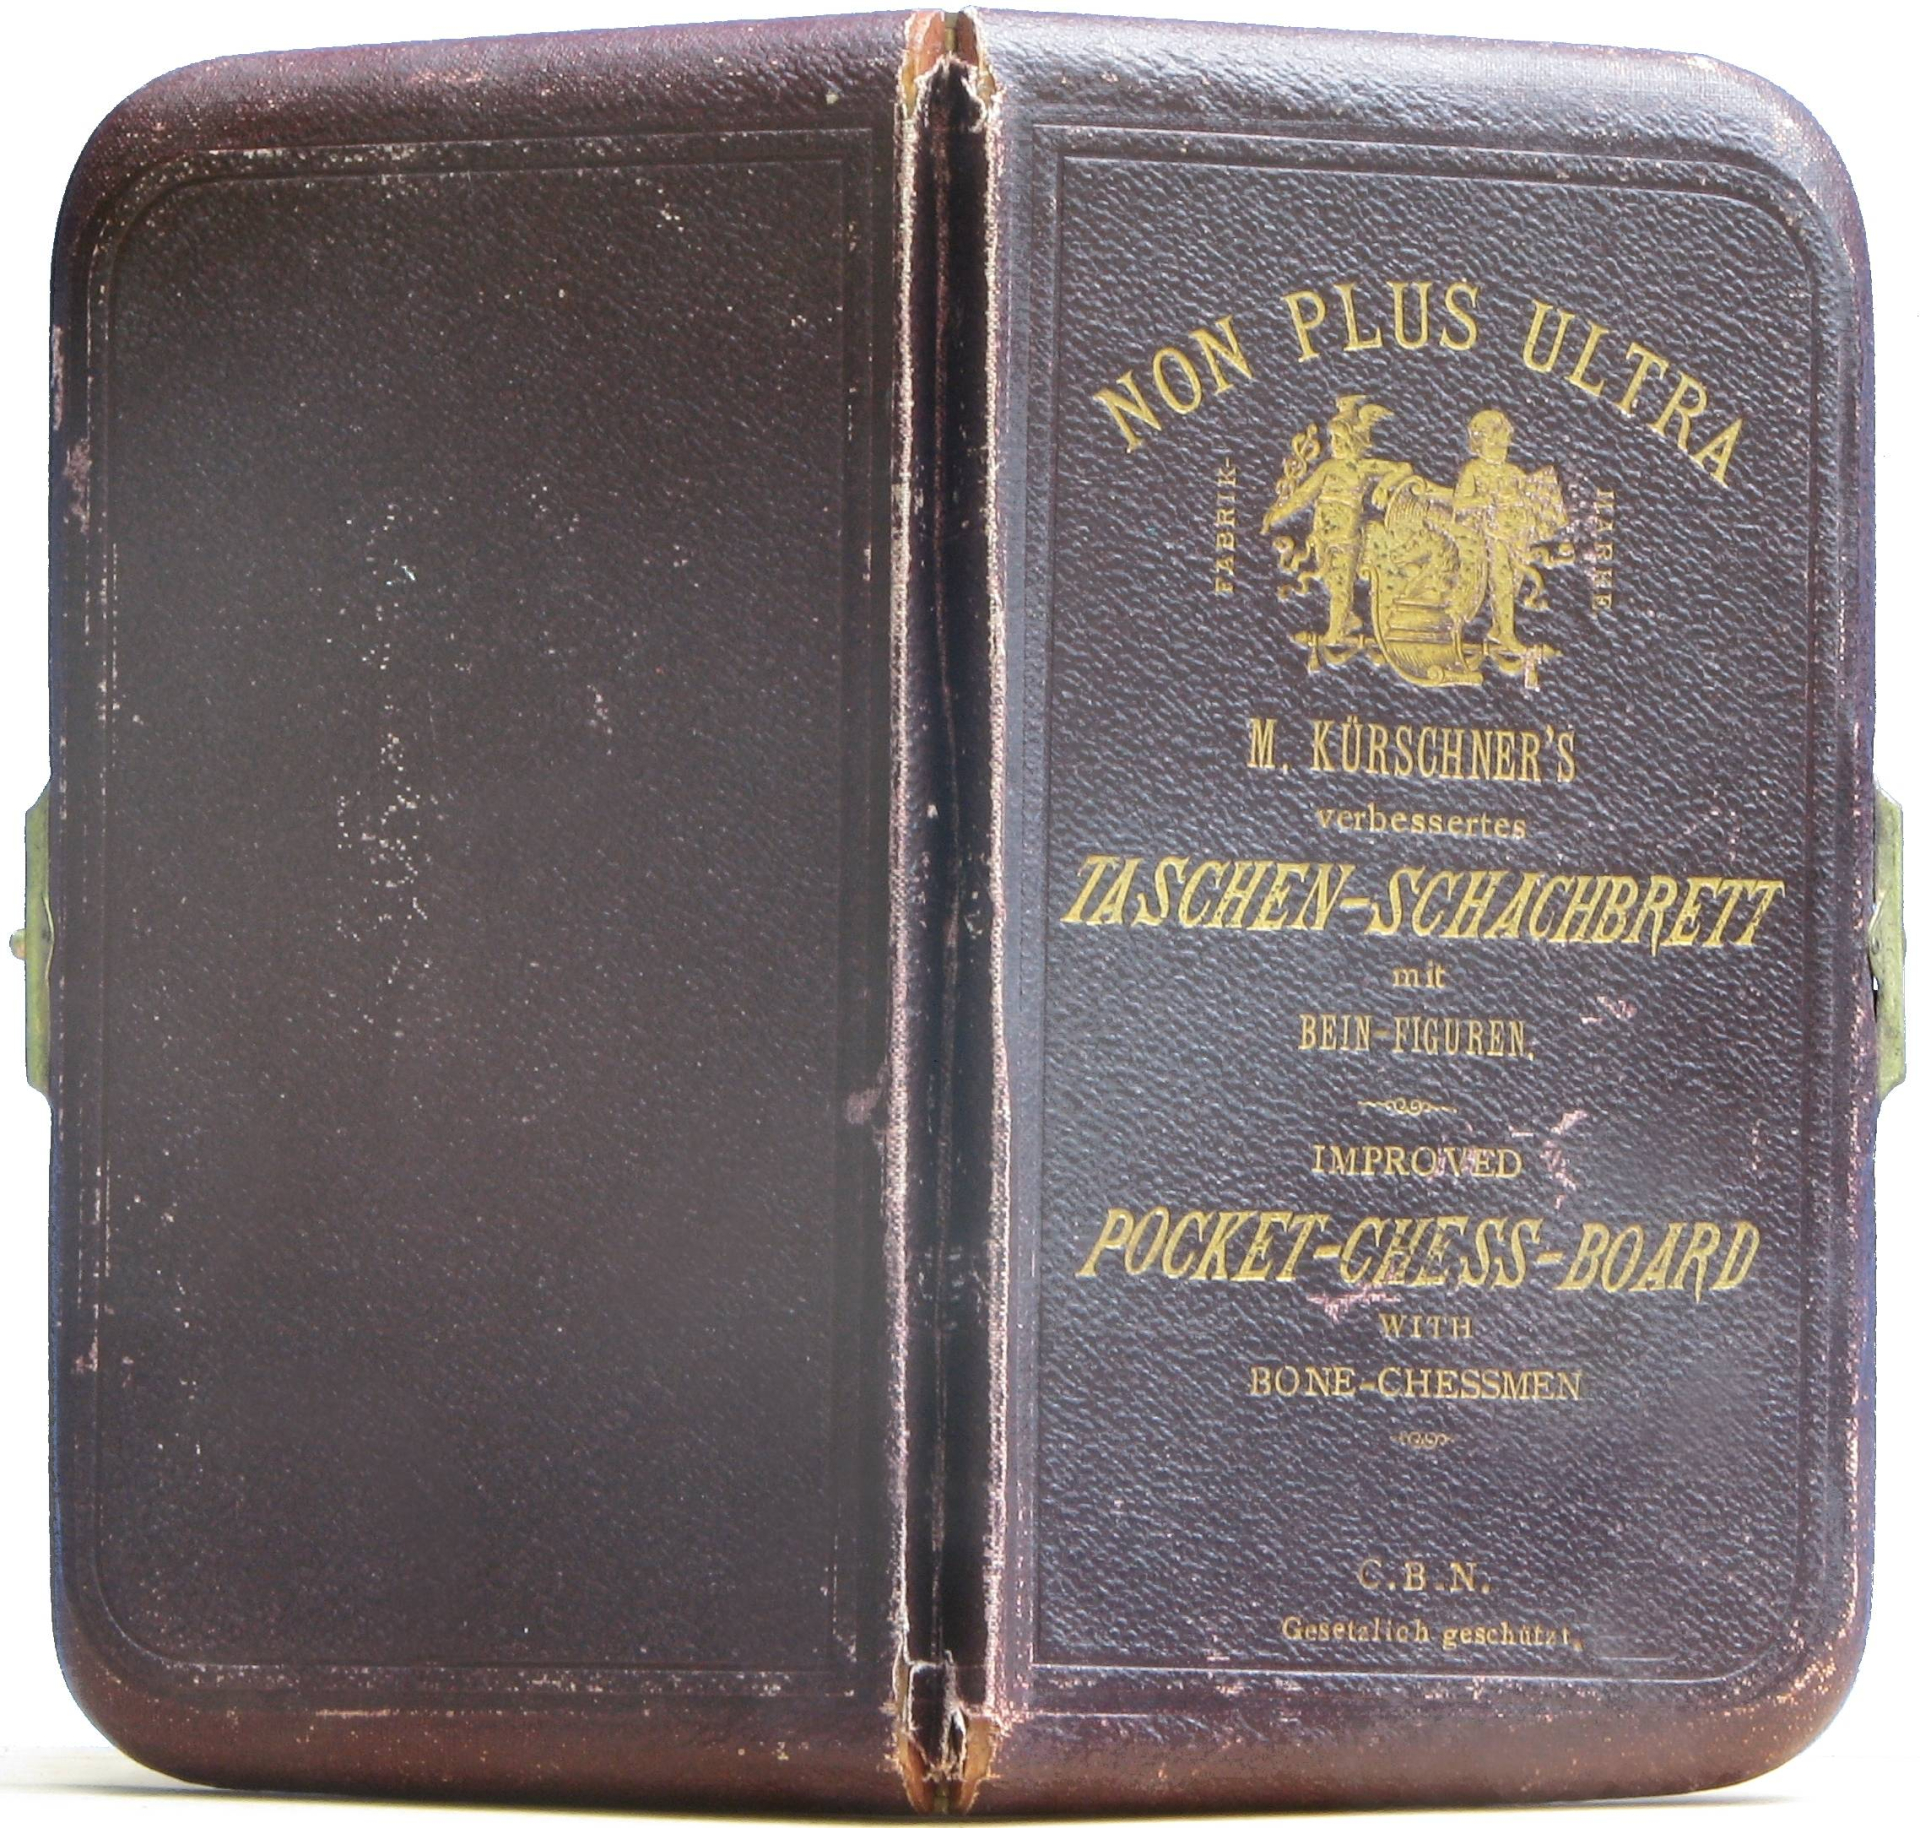 NON PLUS ULTRA
FABRIK-
MARKE
M. KÜRSCHNER'S
verbessertes
TASCHEN-SCHACHBRETT
mit
BEIN-FIGUREN.
IMPROVED
POCKET-CHESS-BOARD
WITH
BONE-CHESSMEN
C.B.N.
Gesetzlich geschützt.